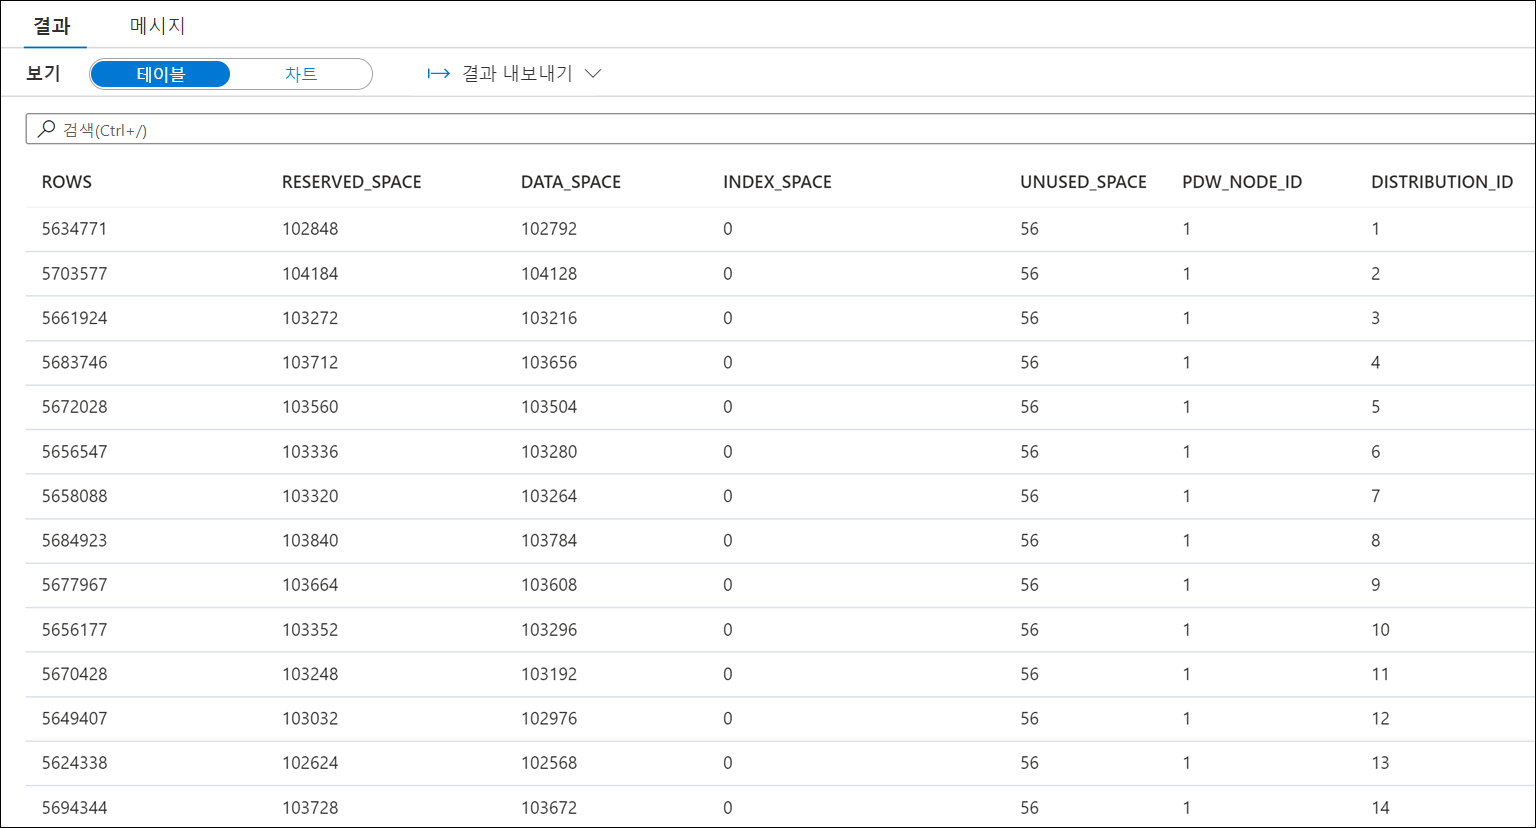 결과 메시지
보기 테이블 차트 결과 내보내기
검색(Ctrl+/)
ROWS RESERVED_SPACE DATA_SPACE INDEX_SPACE UNUSED_SPACE PDW_NODE_ID DISTRIBUTION_ID
5634771 102848 102792 0 56 1 1
5703577 104184 104128 0 56 1 2
5661924 103272 103216 0 56 1 3
5683746 103712 103656 0 56 1 4
5672028 103560 103504 0 56 1 5
5656547 103336 103280 0 56 1 6
5658088 103320 103264 0 56 1 7
5684923 103840 103784 0 56 1 8
5677967 103664 103608 0 56 1 9
5656177 103352 103296 0 56 1 10
5670428 103248 103192 0 56 1 11
5649407 103032 102976 0 56 1 12
5624338 102624 102568 0 56 1 13
5694344 103728 103672 0 56 1 14